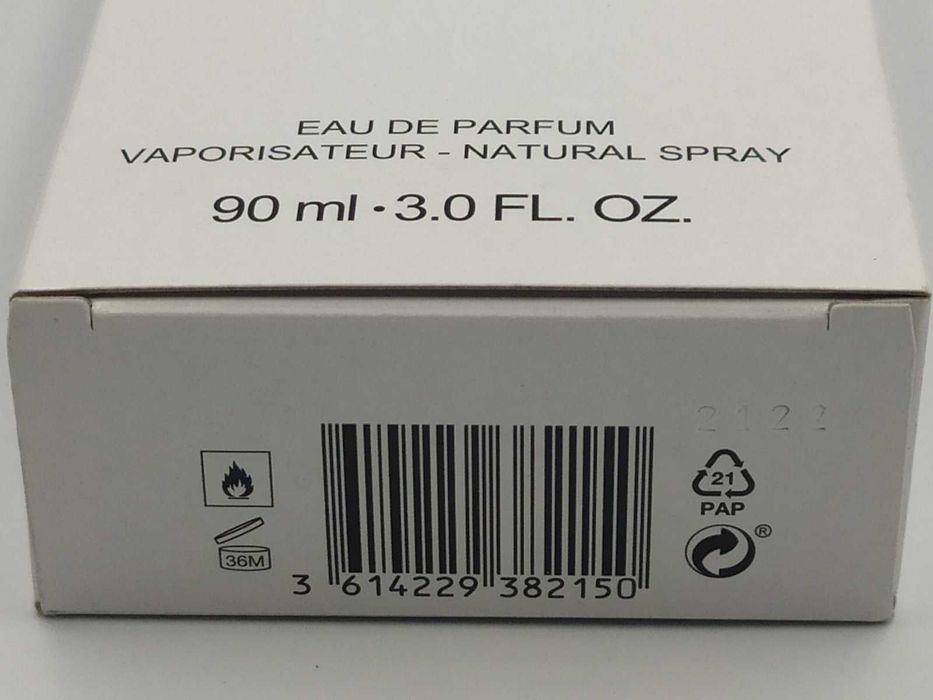 EAU DE PARFUM
VAPORISATEUR - NATURAL SPRAY
90 ml · 3.0 FL. OZ.
2122
21
PAP
®
36M
3 614229 382150